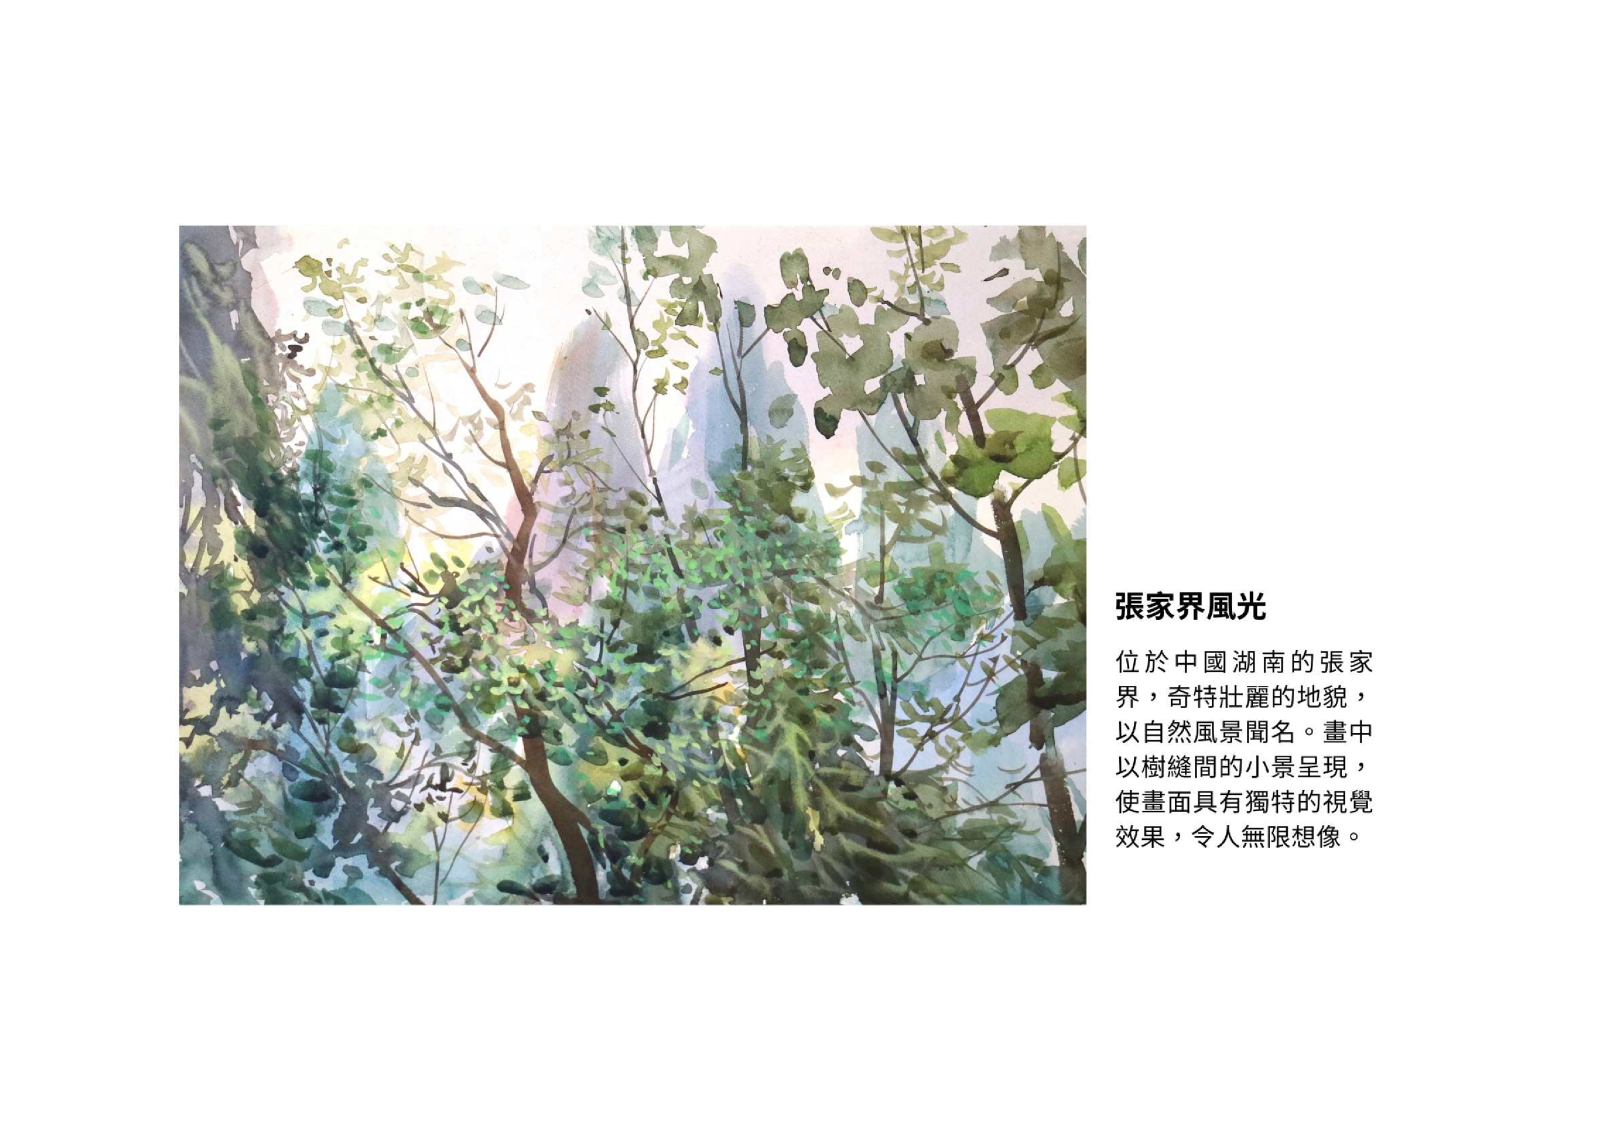 張家界風光
位於中國湖南的張家
界，奇特壯麗的地貌，
以自然風景聞名。畫中
以樹縫間的小景呈現，
使畫面具有獨特的視覺
效果，令人無限想像。